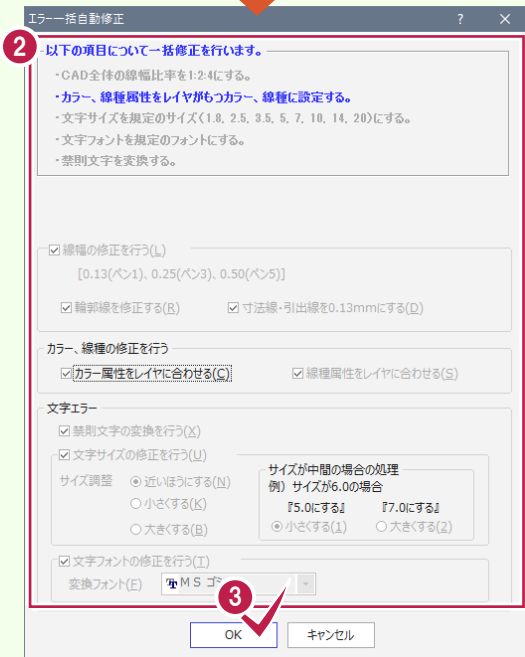 エラー一括自動修正 ? ×
2
以下の項目について一括修正を行います。
・CAD全体の線幅比率を1:2:4にする。
・カラー、線種属性をレイヤがもつカラー、線種に設定する。
・文字サイズを規定のサイズ(1.8, 2.5, 3.5, 5, 7, 10, 14, 20)にする。
・文字フォントを規定のフォントにする。
・禁則文字を変換する。
線幅の修正を行う(L)
[0.13(ペン1)、0.25(ペン3)、0.50(ペン5)]
輪郭線を修正する(R) 寸法線・引出線を0.13mmにする(D)
カラー、線種の修正を行う
カラー属性をレイヤに合わせる(C) 線種属性をレイヤに合わせる(S)
文字エラー
禁則文字の変換を行う(X)
文字サイズの修正を行う(U)
サイズ調整 近いほうにする(N)
小さくする(K)
大きくする(B)
サイズが中間の場合の処理
例) サイズが6.0の場合
『5.0にする』 『7.0にする』
小さくする(1) 大きくする(2)
文字フォントの修正を行う(T)
変換フォント(F) MS ゴシ
3
OK キャンセル